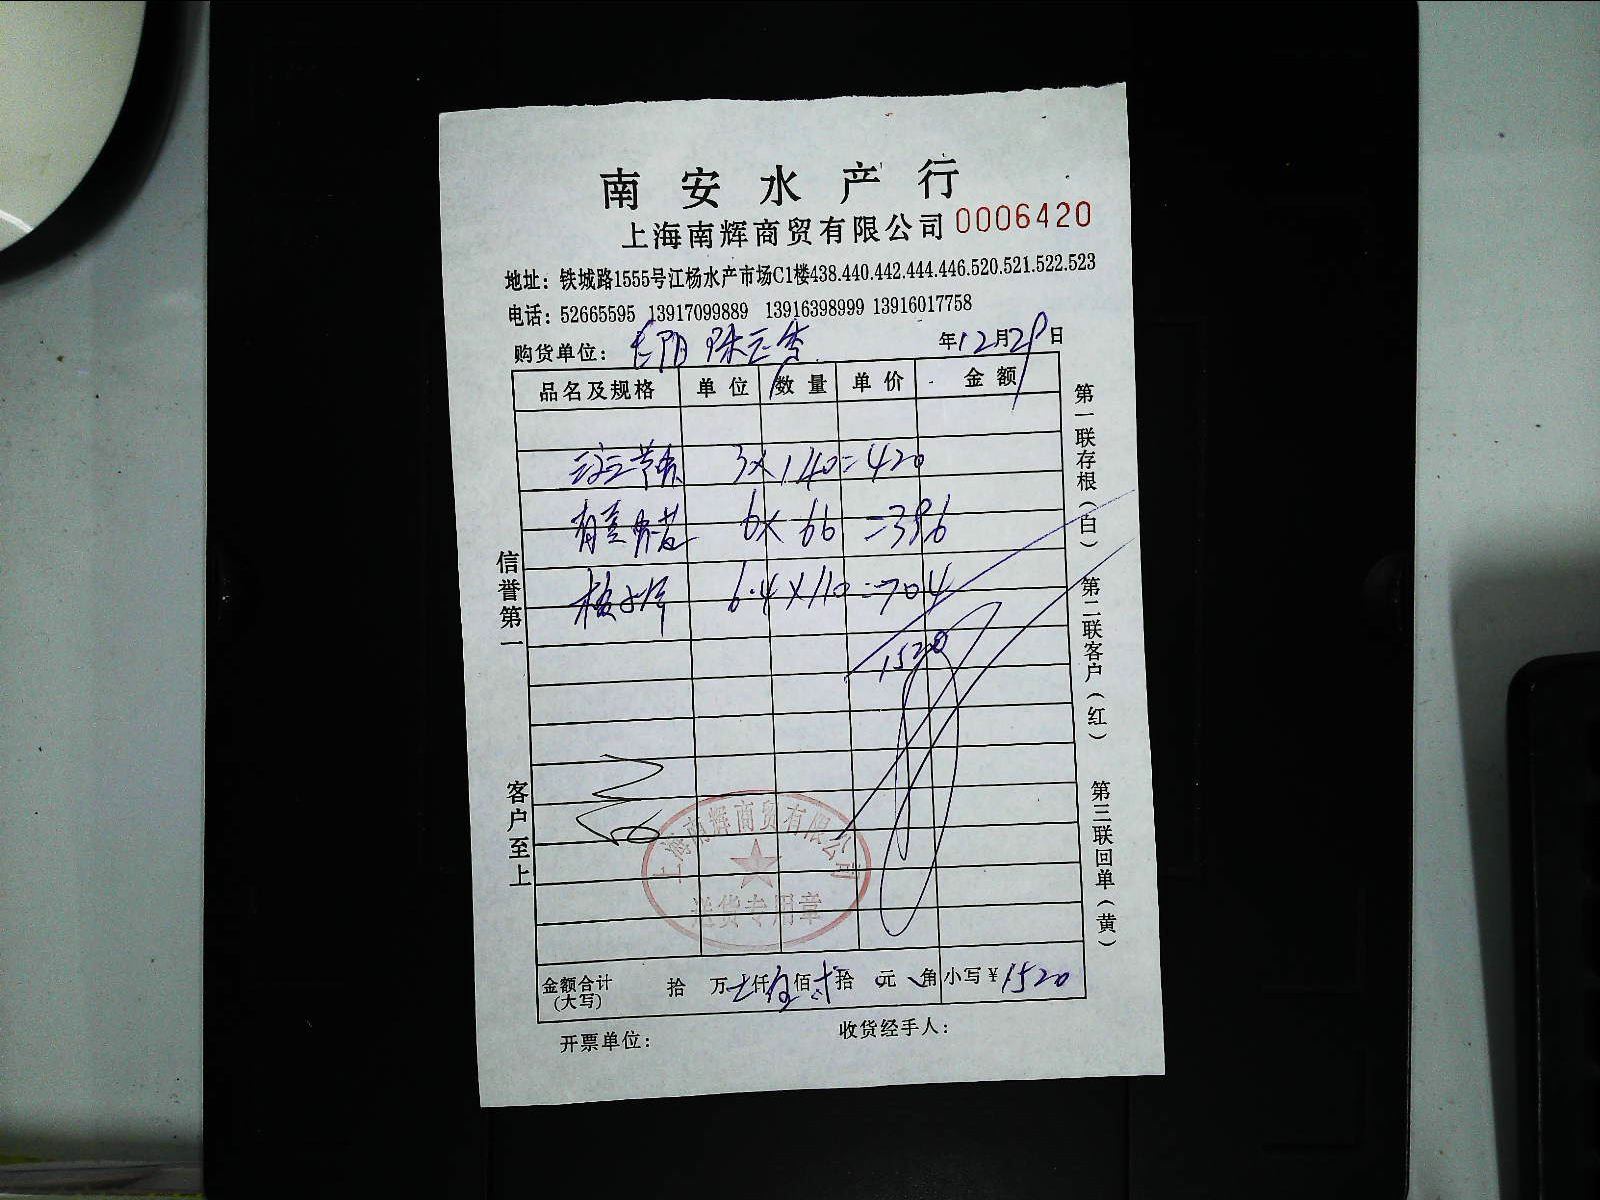 南安水产行
上海南辉商贸有限公司 0006420
地址：铁城路1555号江杨水产市场C1楼438.440.442.444.446.520.521.522.523
电话：52665595 13917099889 13916398999 13916017758
购货单位： 年12月29日
品名及规格 单位 数量 单价 金额
3×140=420
6×66=396
6.4×110=704
1520
信誉第一
客户至上
第一联存根（白）
第二联客户（红）
第三联回单（黄）
上海南辉商贸有限公司
送货专用章
金额合计（大写） 拾 万 仟伍佰 拾 元 角 小写￥1520
开票单位： 收货经手人：